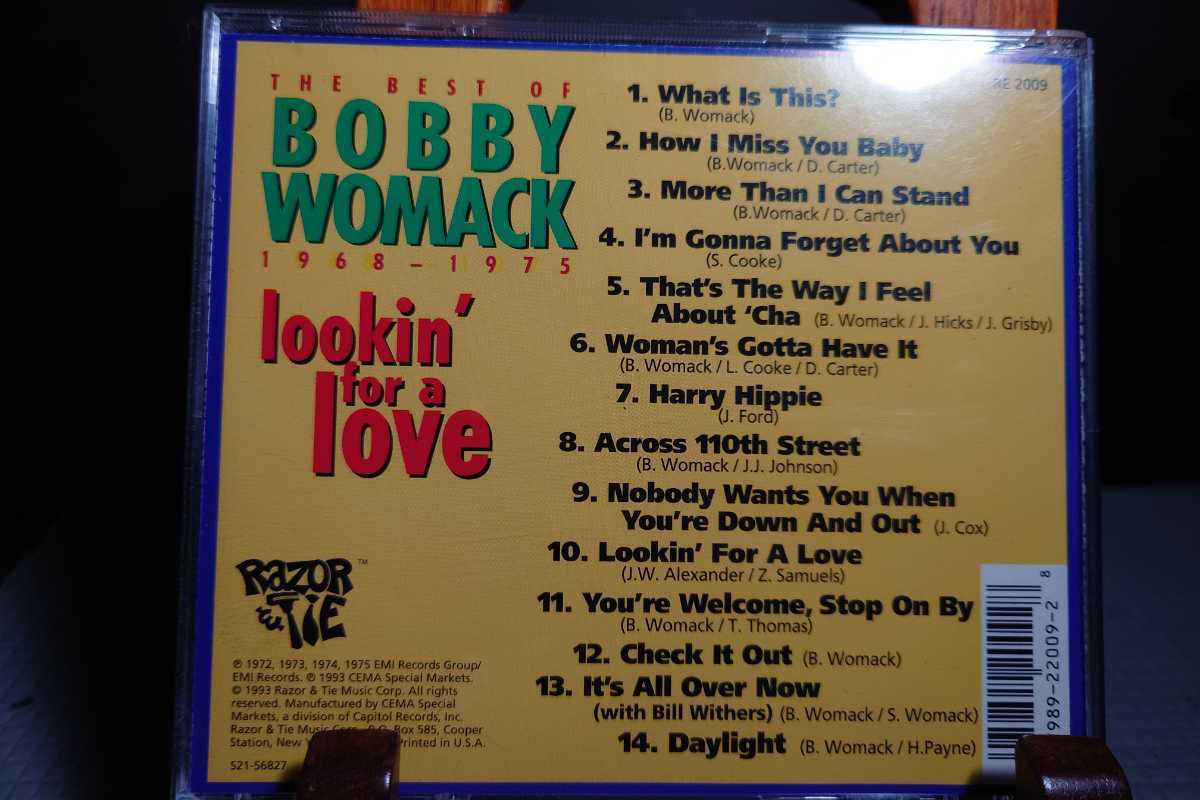 THE BEST OF
BOBBY
WOMACK
1968-1975
lookin'
for a
love
RE 2009
1. What Is This?
(B. Womack)
2. How I Miss You Baby
(B.Womack / D. Carter)
3. More Than I Can Stand
(B.Womack / D. Carter)
4. I'm Gonna Forget About You
(S. Cooke)
5. That's The Way I Feel
About 'Cha (B. Womack / J. Hicks / J. Grisby)
6. Woman's Gotta Have It
(B. Womack / L. Cooke / D. Carter)
7. Harry Hippie
(J. Ford)
8. Across 110th Street
(B. Womack / J.J. Johnson)
9. Nobody Wants You When
You're Down And Out (J. Cox)
10. Lookin' For A Love
(J.W. Alexander / Z. Samuels)
11. You're Welcome, Stop On By
(B. Womack / T. Thomas)
12. Check It Out (B. Womack)
13. It's All Over Now
(with Bill Withers) (B. Womack / S. Womack)
14. Daylight (B. Womack / H.Payne)
RAZOR
& TIE ™
℗ 1972, 1973, 1974, 1975 EMI Records Group/
EMI Records. ℗ 1993 CEMA Special Markets.
© 1993 Razor & Tie Music Corp. All rights
reserved. Manufactured by CEMA Special
Markets, a division of Capitol Records, Inc.
Razor & Tie Music Corp. P.O. Box 585, Cooper
Station, New Printed in U.S.A.
521-56827
989-22009-2
8